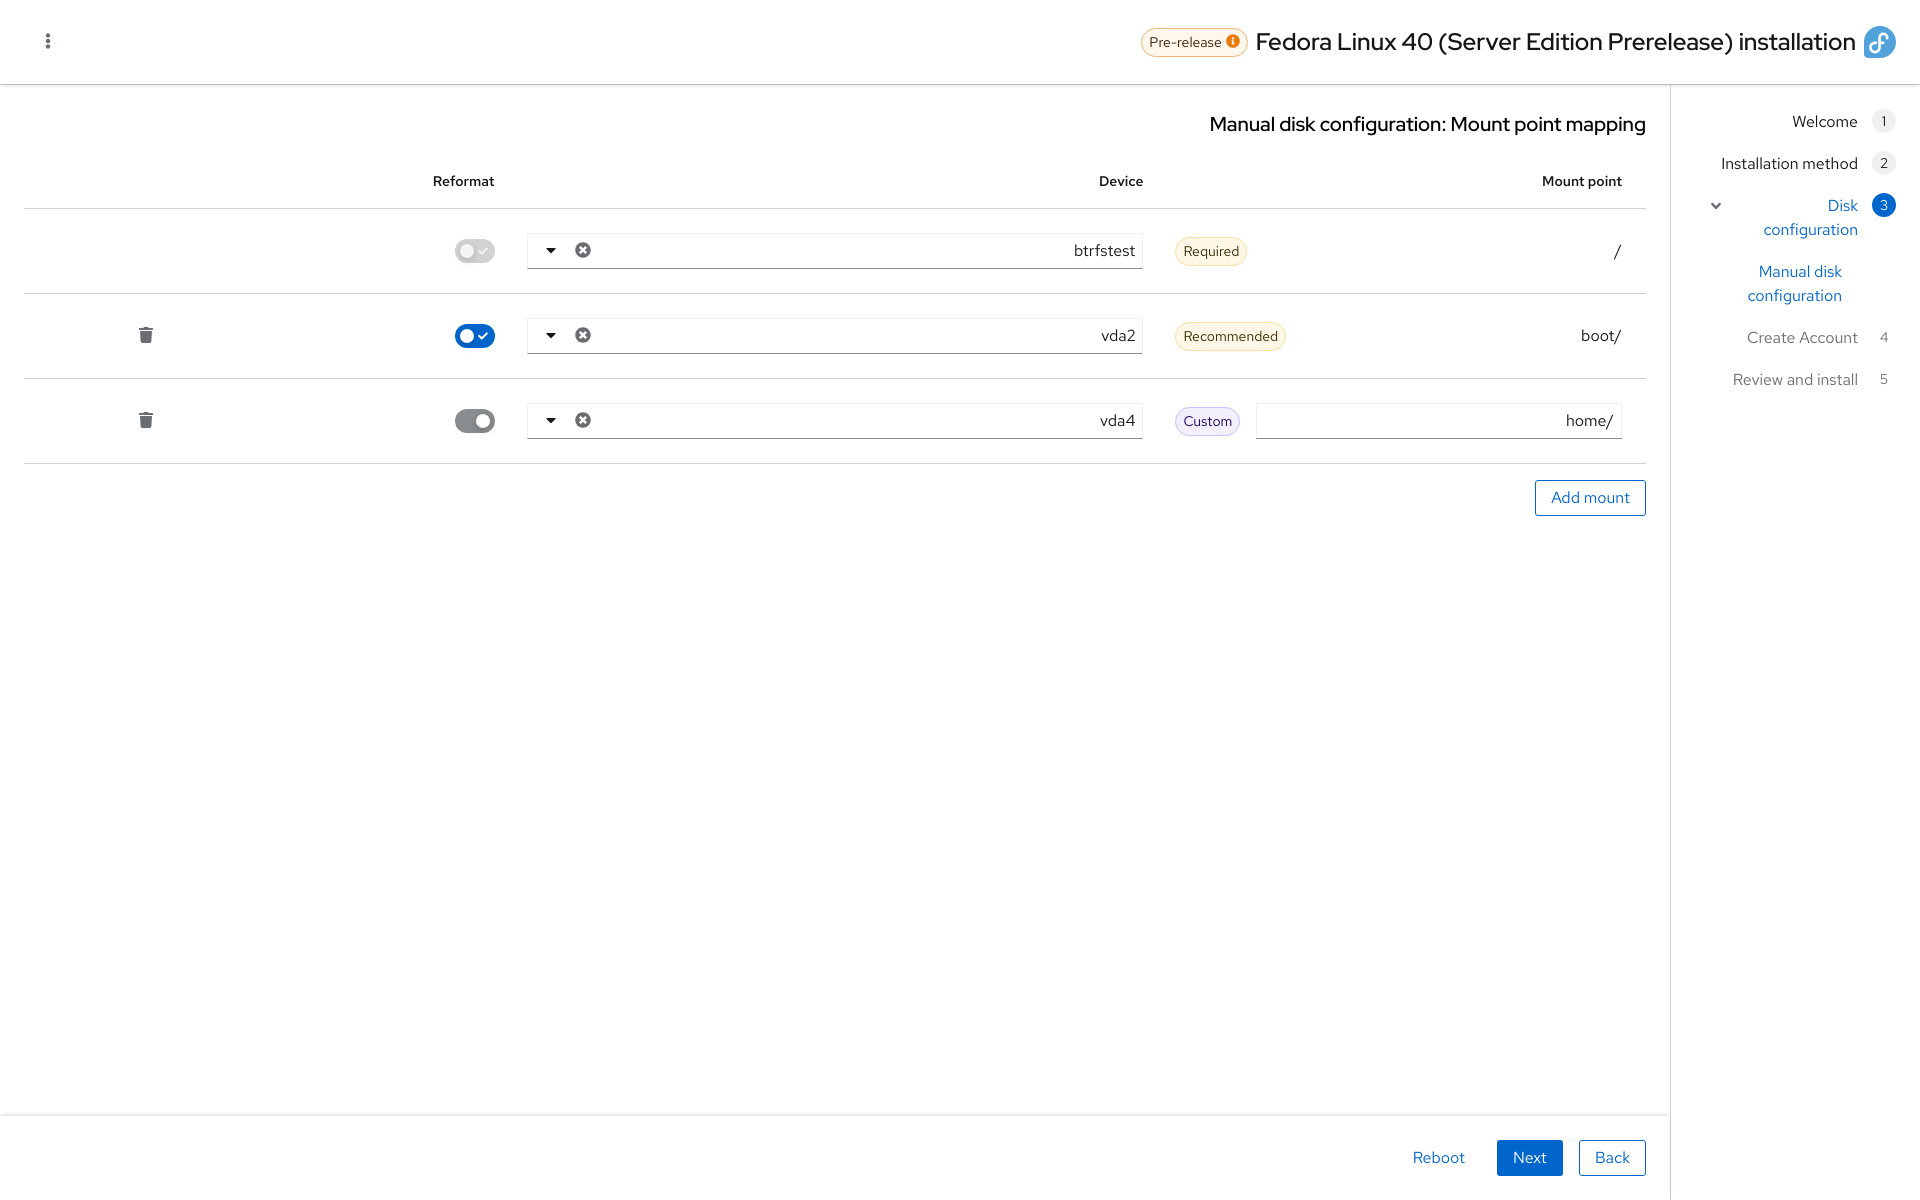 Fedora Linux 40 (Server Edition Prerelease) installation
Pre-release
Welcome 1
Installation method 2
Disk
configuration
3
Manual disk
configuration
Create Account 4
Review and install 5
Manual disk configuration: Mount point mapping
Mount point Device Reformat
/ Required btrfstest
boot/ Recommended vda2
home/ Custom vda4
Add mount
Back Next Reboot